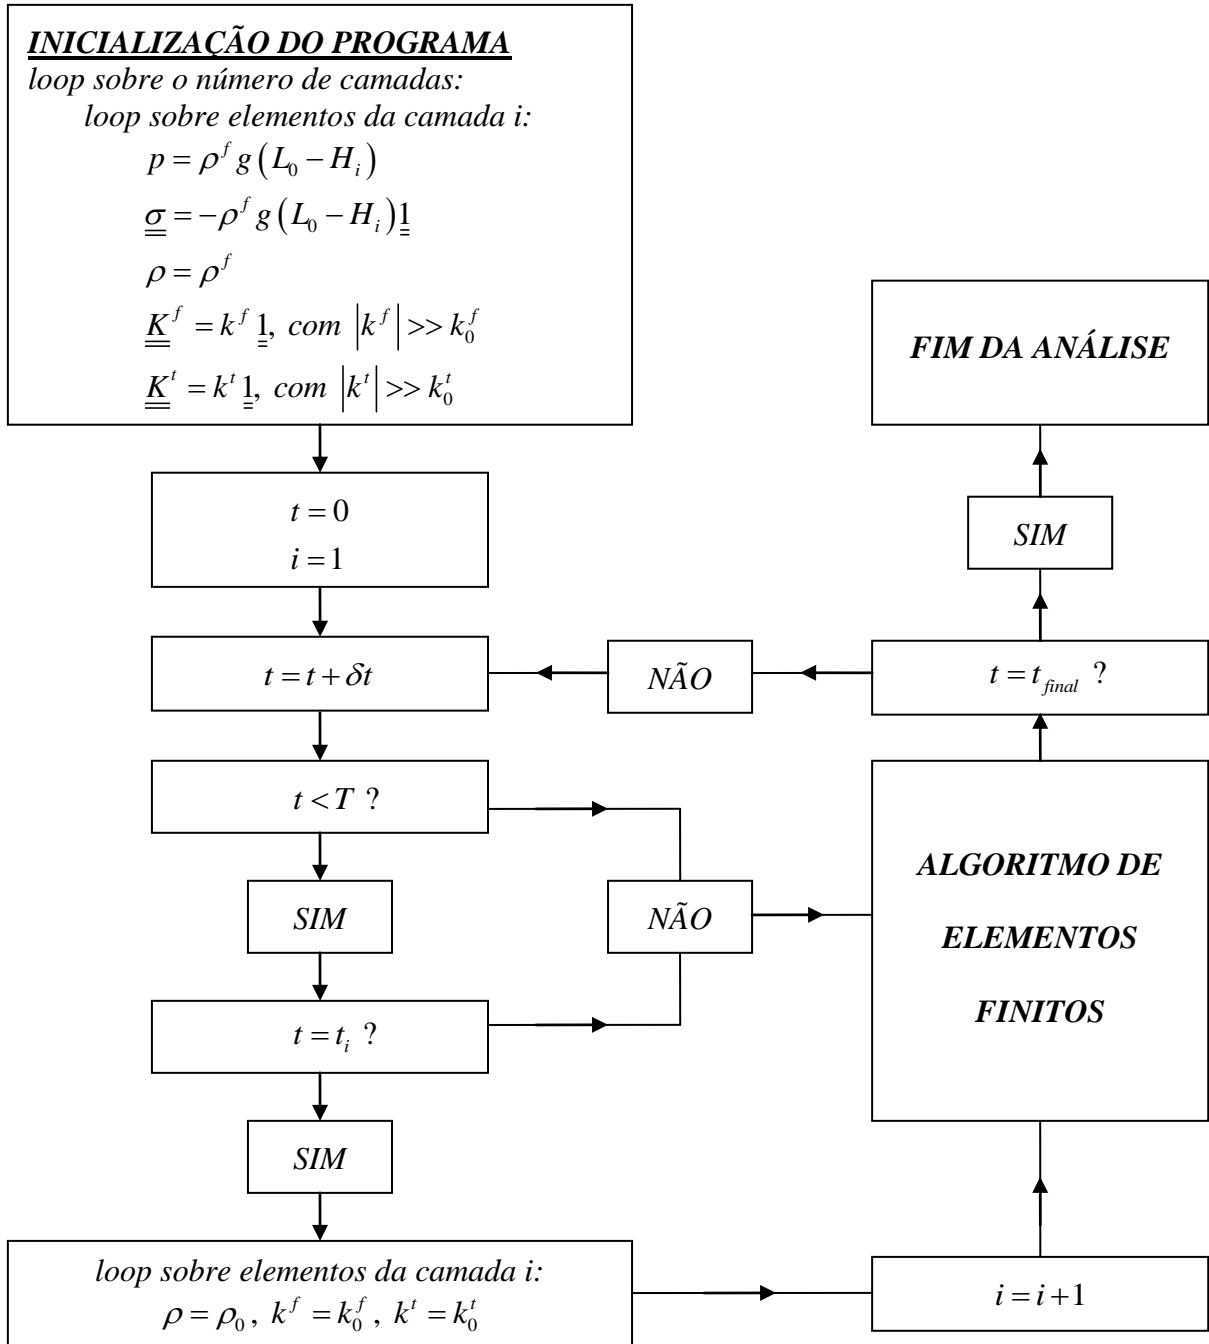 INICIALIZAÇÃO DO PROGRAMA
loop sobre o número de camadas:
loop sobre elementos da camada i:
p = ρ^f g (L_0 − H_i)
σ = −ρ^f g (L_0 − H_i) 1
ρ = ρ^f
K^f = k^f 1, com |k^f| >> k_0^f
K^t = k^t 1, com |k^t| >> k_0^t
t = 0
i = 1
t = t + δt
t < T ?
SIM
NÃO
t = t_i ?
SIM
loop sobre elementos da camada i:
ρ = ρ_0, k^f = k_0^f, k^t = k_0^t
i = i + 1
ALGORITMO DE
ELEMENTOS
FINITOS
t = t_final ?
NÃO
SIM
FIM DA ANÁLISE